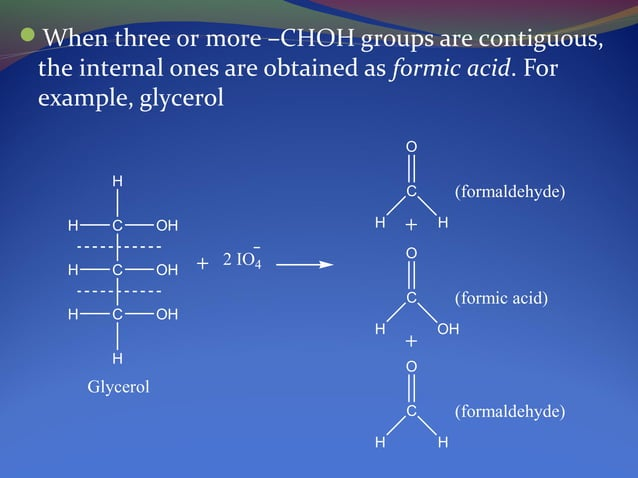 When three or more –CHOH groups are contiguous,
the internal ones are obtained as formic acid. For
example, glycerol
H
H C OH
H C OH
H C OH
H
Glycerol
+ 2 IO₄⁻
O
C
H H
(formaldehyde)
+
O
C
H OH
(formic acid)
+
O
C
H H
(formaldehyde)